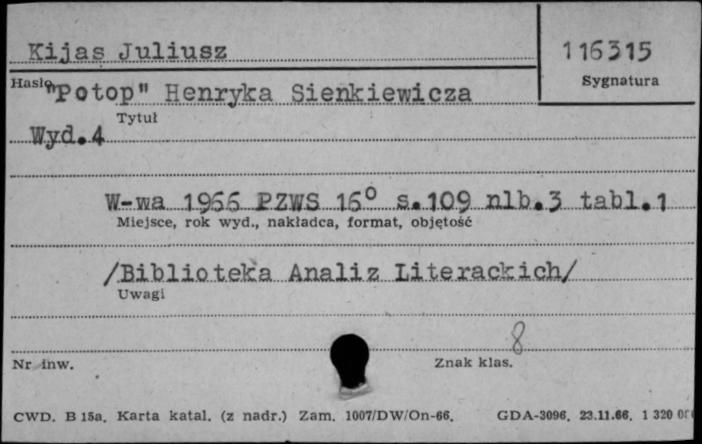 Kijas Juliusz
116315
Hasło
Sygnatura
"Potop" Henryka Sienkiewicza
Tytuł
Wyd.4
W-wa 1966 PZWS 16° s.109 nlb.3 tabl.1
Miejsce, rok wyd., nakładca, format, objętość
/Biblioteka Analiz Literackich/
Uwagi
8
Nr inw.
Znak klas.
CWD. B 15a. Karta katal. (z nadr.) Zam. 1007/DW/On-66. GDA-3096. 23.11.66. 1 320